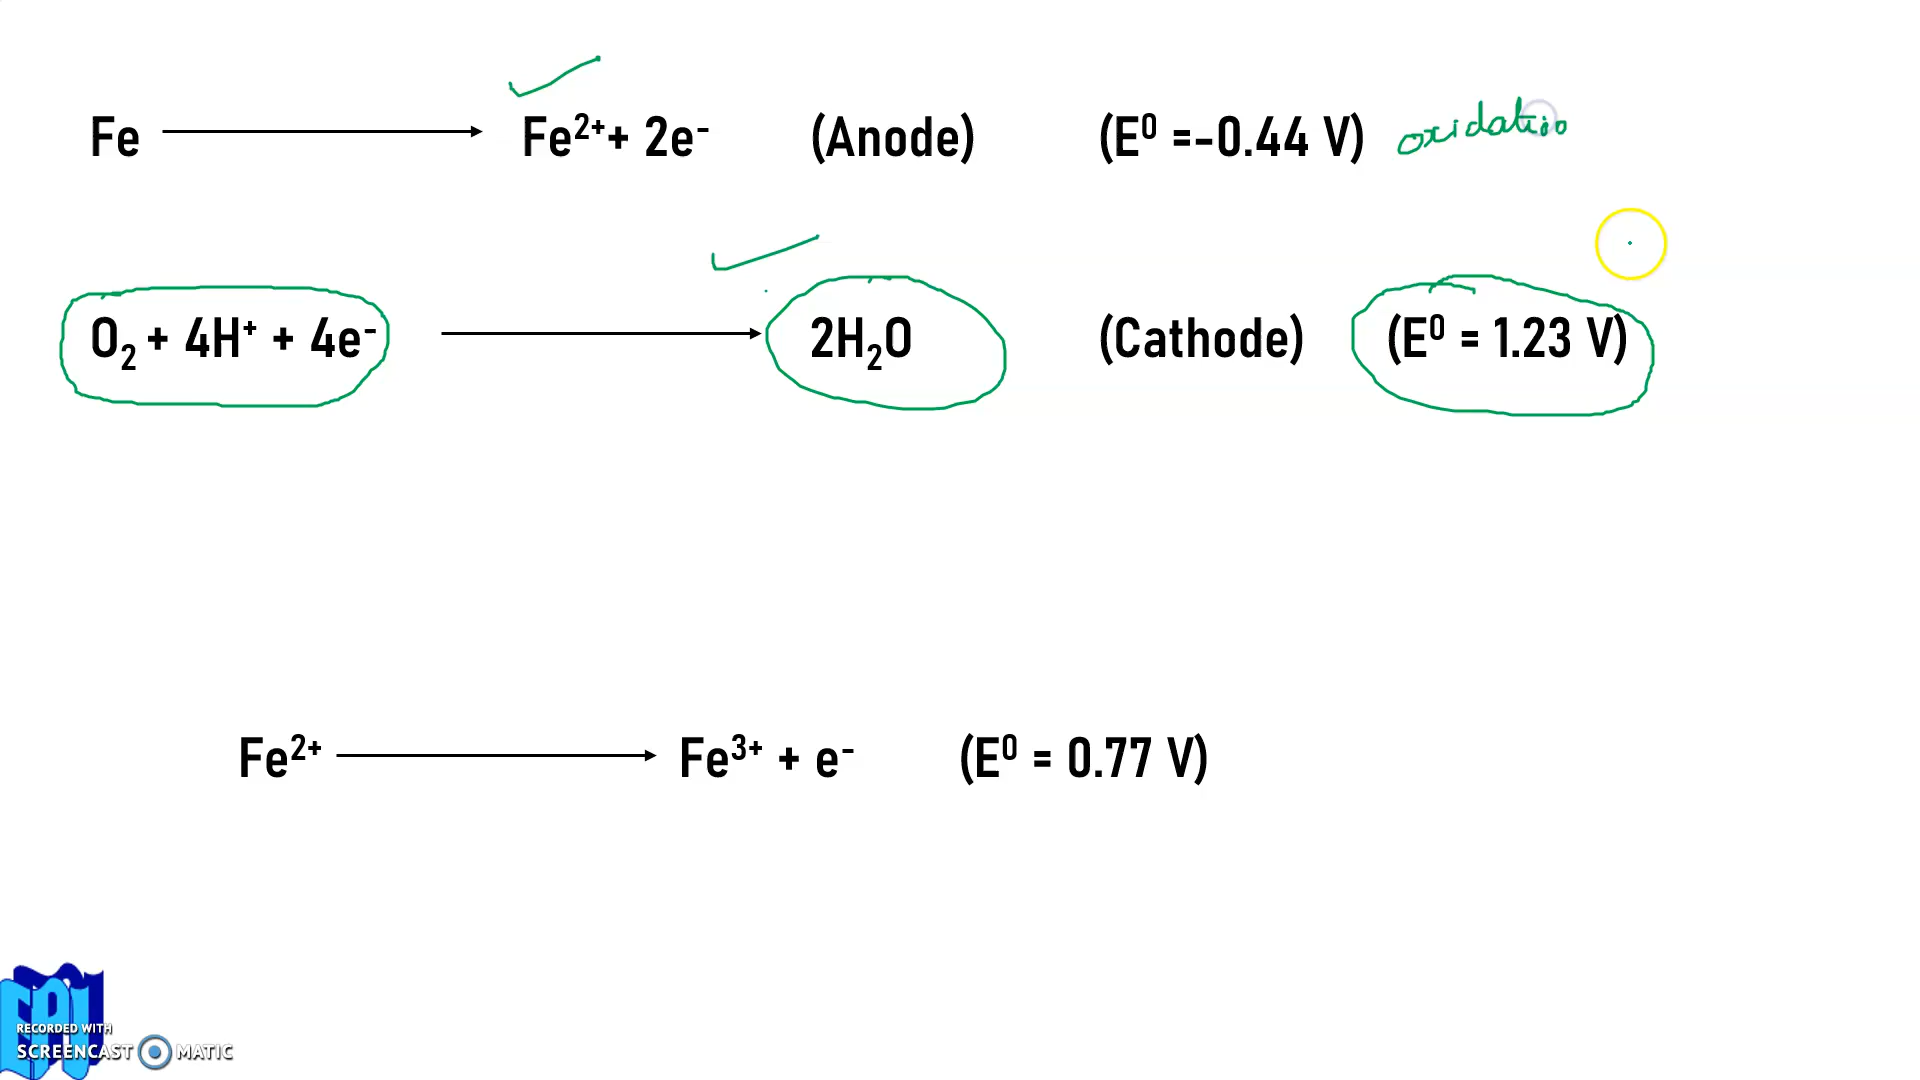 Fe → Fe²⁺+ 2e⁻ (Anode) (E⁰ =-0.44 V) oxidatio
O₂ + 4H⁺ + 4e⁻ → 2H₂O (Cathode) (E⁰ = 1.23 V)
Fe²⁺ → Fe³⁺ + e⁻ (E⁰ = 0.77 V)
RECORDED WITH
SCREENCAST MATIC